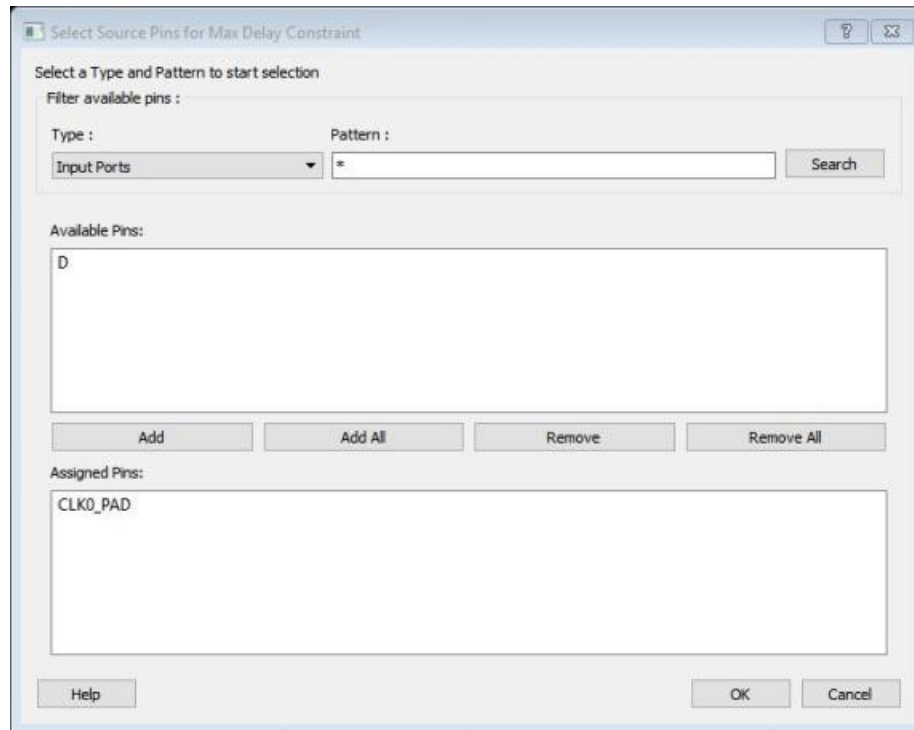 Select Source Pins for Max Delay Constraint
Select a Type and Pattern to start selection
Filter available pins :
Type : Pattern :
Input Ports * Search
Available Pins:
D
Add Add All Remove Remove All
Assigned Pins:
CLK0_PAD
Help OK Cancel